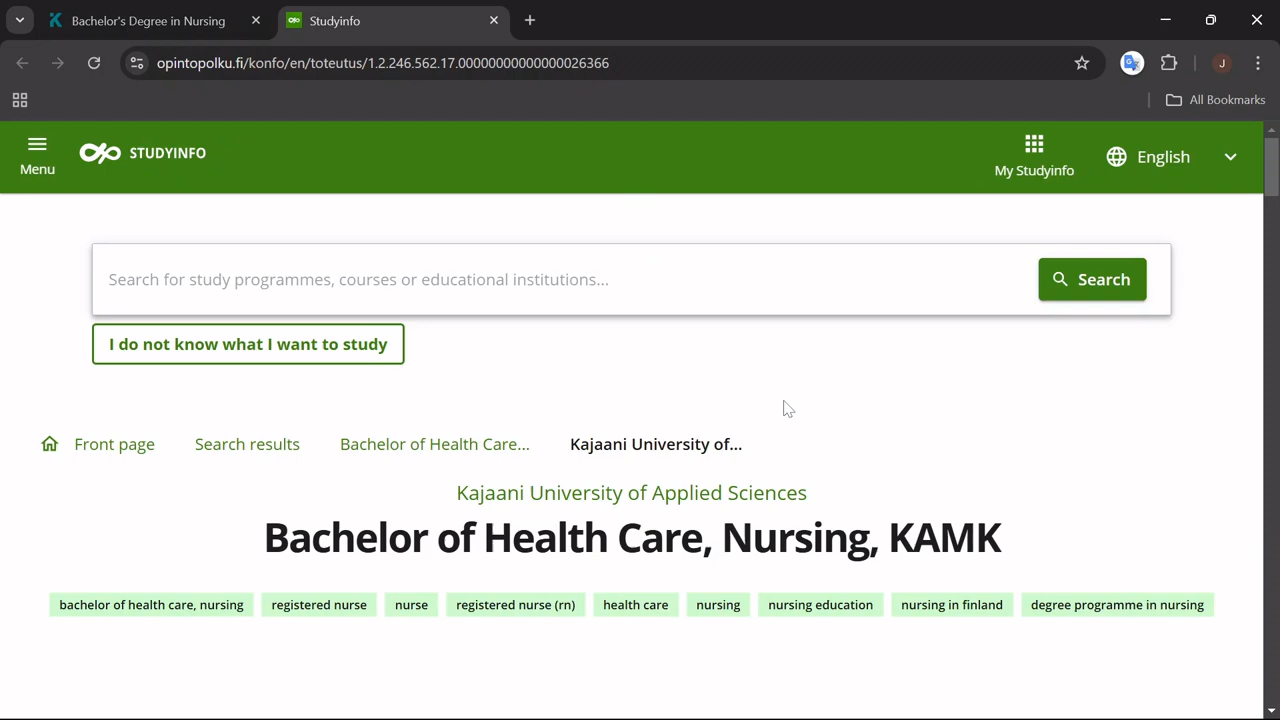 Bachelor's Degree in Nursing
Studyinfo
opintopolku.fi/konfo/en/toteutus/1.2.246.562.17.00000000000000026366
J
All Bookmarks
Menu
STUDYINFO
My Studyinfo
English
Search for study programmes, courses or educational institutions...
Search
I do not know what I want to study
Front page
Search results
Bachelor of Health Care...
Kajaani University of...
Kajaani University of Applied Sciences
Bachelor of Health Care, Nursing, KAMK
bachelor of health care, nursing
registered nurse
nurse
registered nurse (rn)
health care
nursing
nursing education
nursing in finland
degree programme in nursing